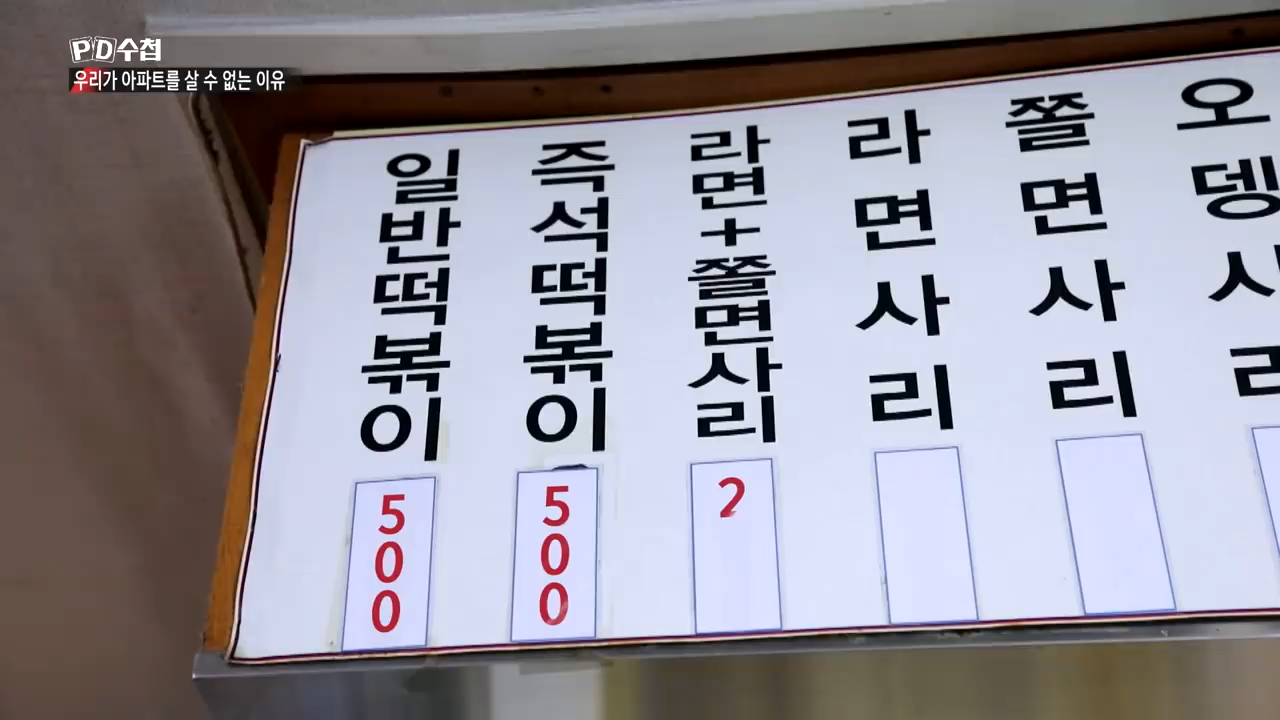 PD수첩
우리가 아파트를 살 수 없는 이유
일반떡볶이
500
즉석떡볶이
500
라면+쫄면사리
2
라면사리
쫄면사리
오뎅사리